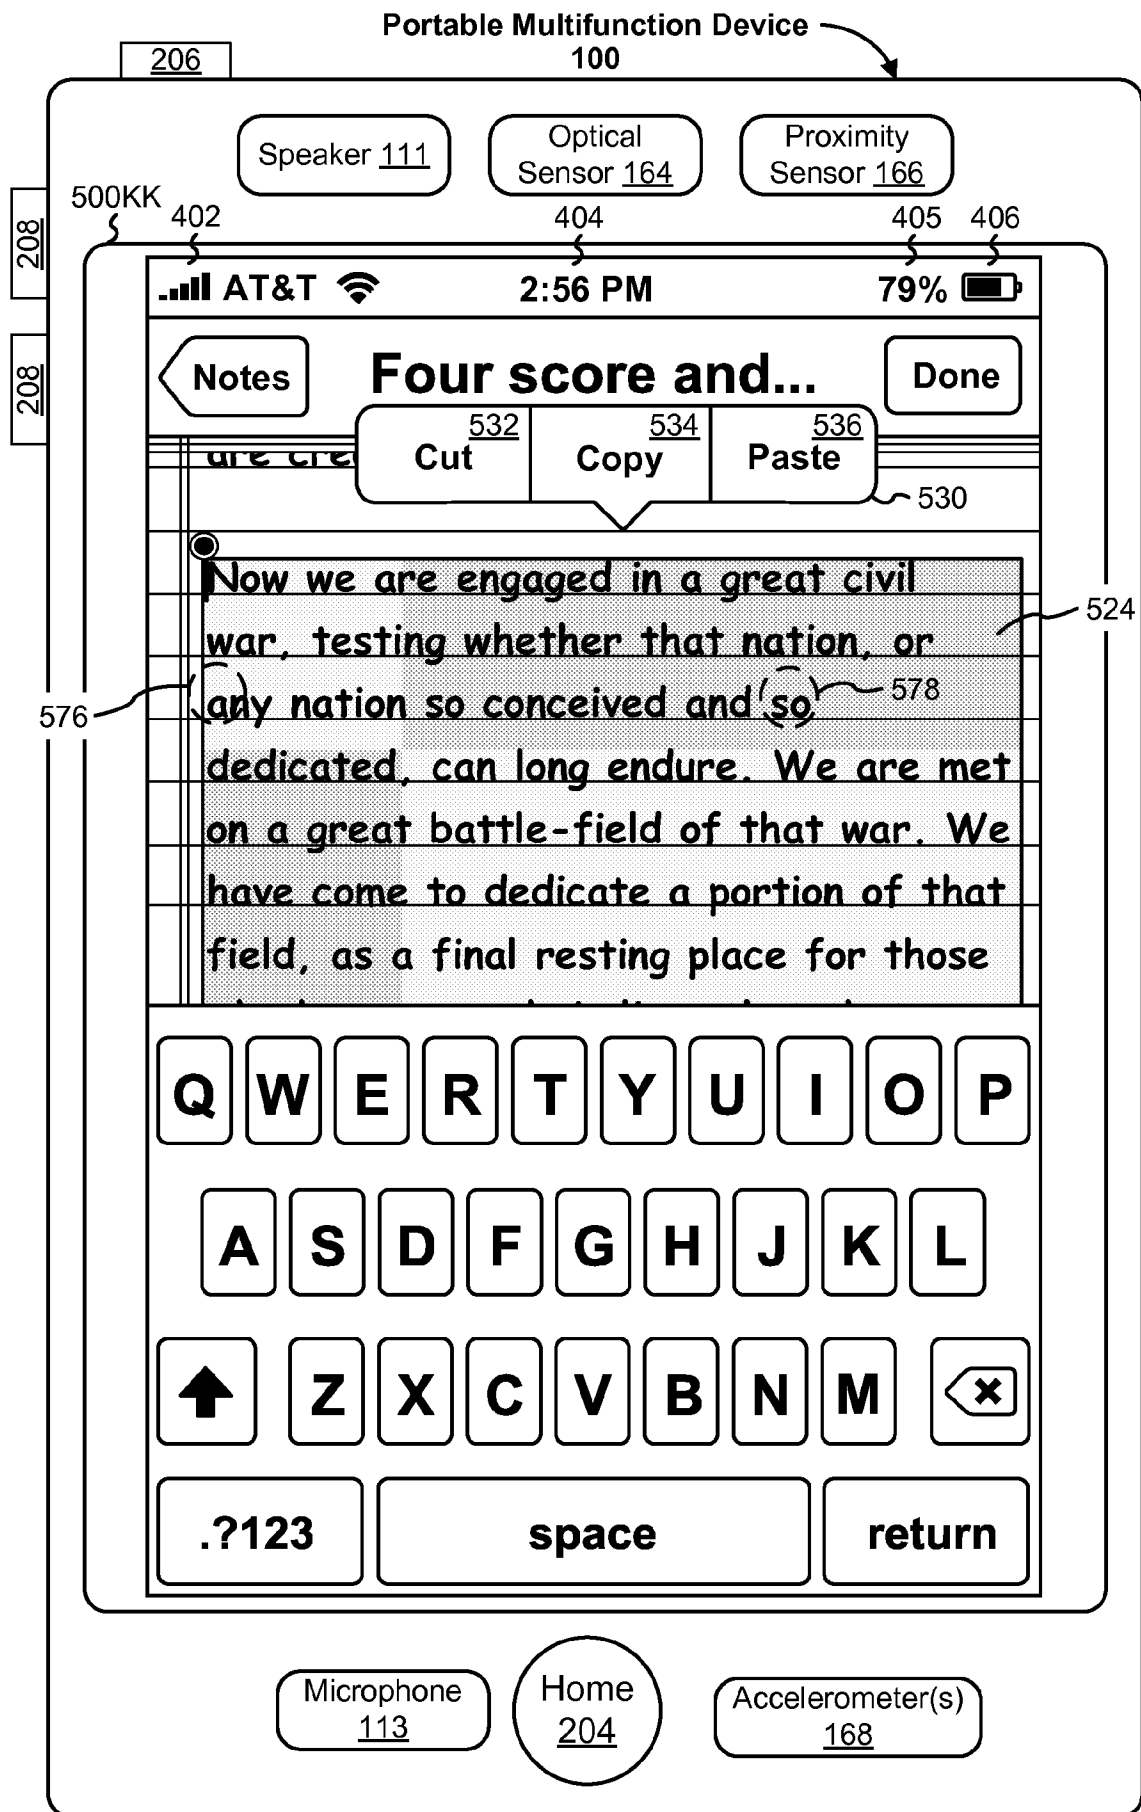 Portable Multifunction Device
100
206
Speaker 111
Optical
Sensor 164
Proximity
Sensor 166
208
208
500KK
402
404
405
406
AT&T
2:56 PM
79%
Notes
Four score and...
Done
532
Cut
534
Copy
536
Paste
530
are cre
Now we are engaged in a great civil
war, testing whether that nation, or
any nation so conceived and so
dedicated, can long endure. We are met
on a great battle-field of that war. We
have come to dedicate a portion of that
field, as a final resting place for those
524
576
578
Q W E R T Y U I O P
A S D F G H J K L
Z X C V B N M
.?123
space
return
Microphone
113
Home
204
Accelerometer(s)
168